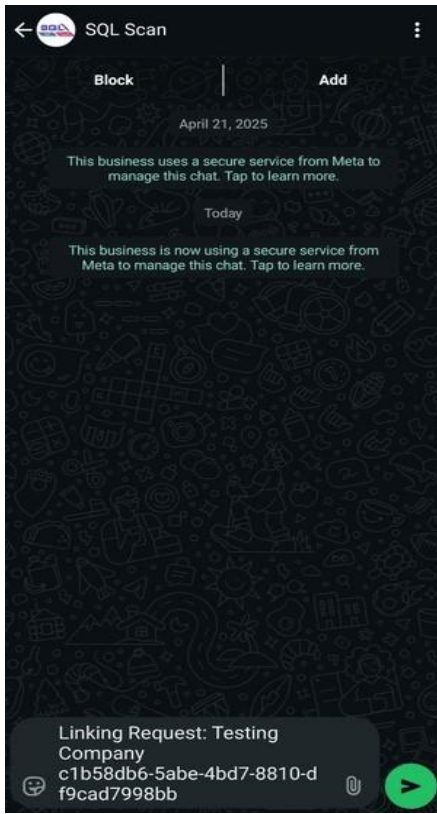 SQL Scan
Block
Add
April 21, 2025
This business uses a secure service from Meta to
manage this chat. Tap to learn more.
Today
This business is now using a secure service from
Meta to manage this chat. Tap to learn more.
Linking Request: Testing
Company
c1b58db6-5abe-4bd7-8810-d
f9cad7998bb